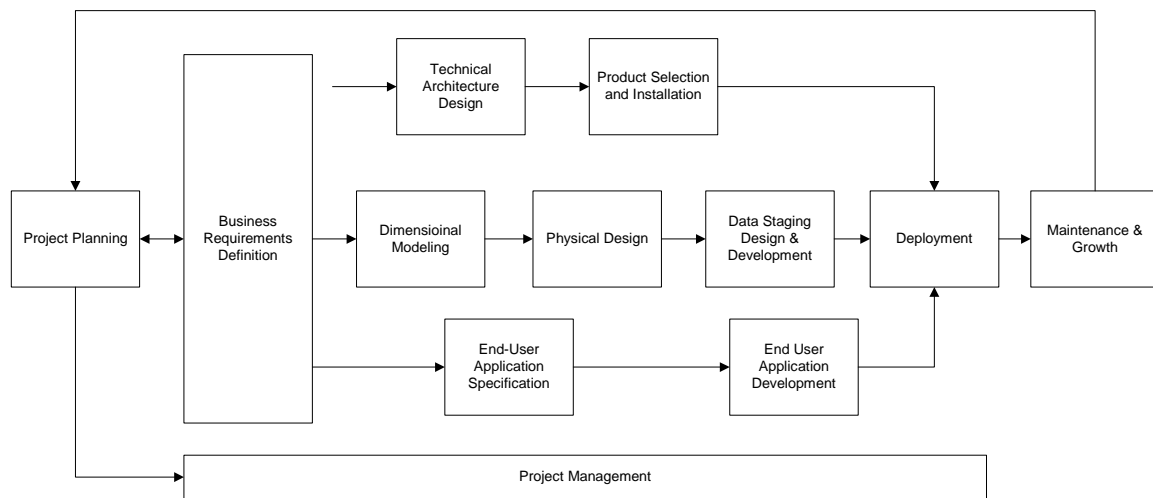 Technical
Architecture
Design
Product Selection
and Installation
Project Planning
Business
Requirements
Definition
Dimensioinal
Modeling
Physical Design
Data Staging
Design &
Development
Deployment
Maintenance &
Growth
End-User
Application
Specification
End User
Application
Development
Project Management